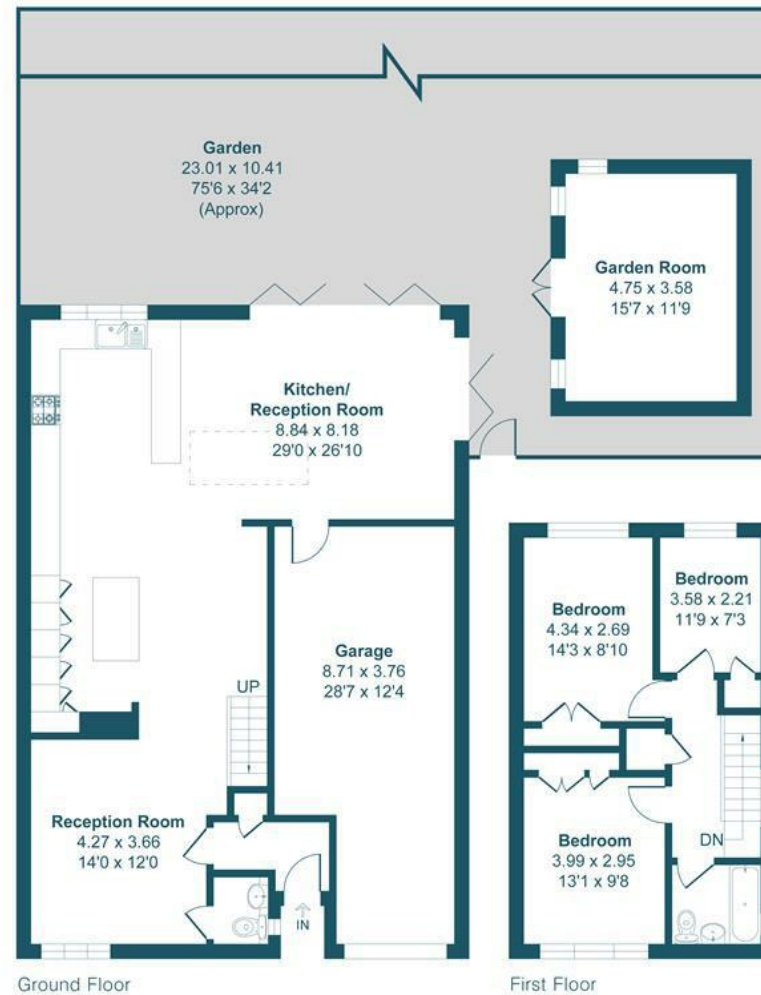 Garden
23.01 x 10.41
75'6 x 34'2
(Approx)
Garden Room
4.75 x 3.58
15'7 x 11'9
Kitchen/
Reception Room
8.84 x 8.18
29'0 x 26'10
Bedroom
4.34 x 2.69
14'3 x 8'10
Bedroom
3.58 x 2.21
11'9 x 7'3
Garage
8.71 x 3.76
28'7 x 12'4
UP
Reception Room
4.27 x 3.66
14'0 x 12'0
IN
Bedroom
3.99 x 2.95
13'1 x 9'8
DN
Ground Floor
First Floor